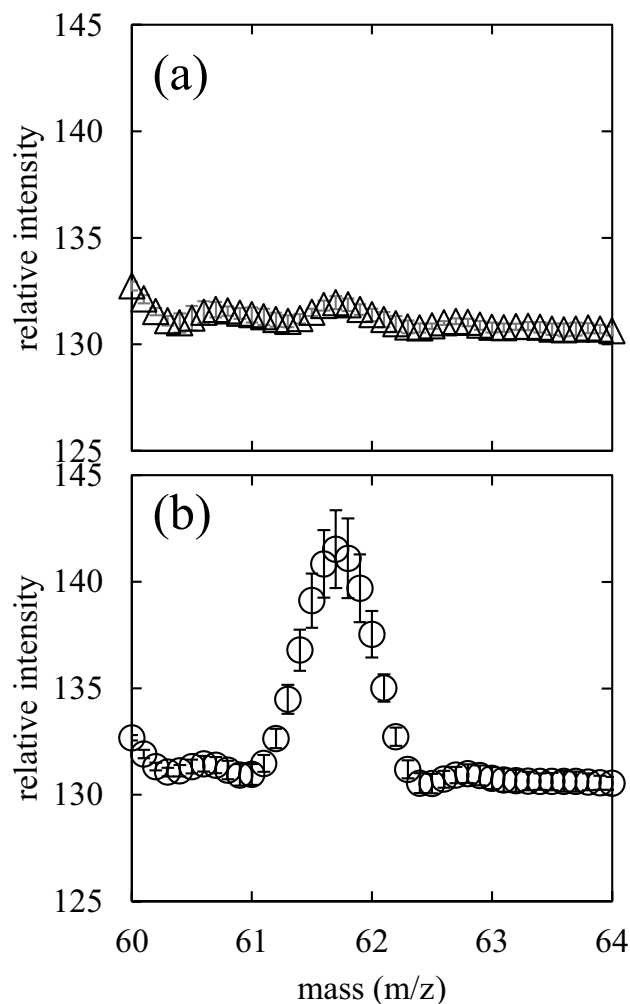 145
(a)
140
135
130
125
relative intensity
145
(b)
140
135
130
125
relative intensity
60 61 62 63 64
mass (m/z)